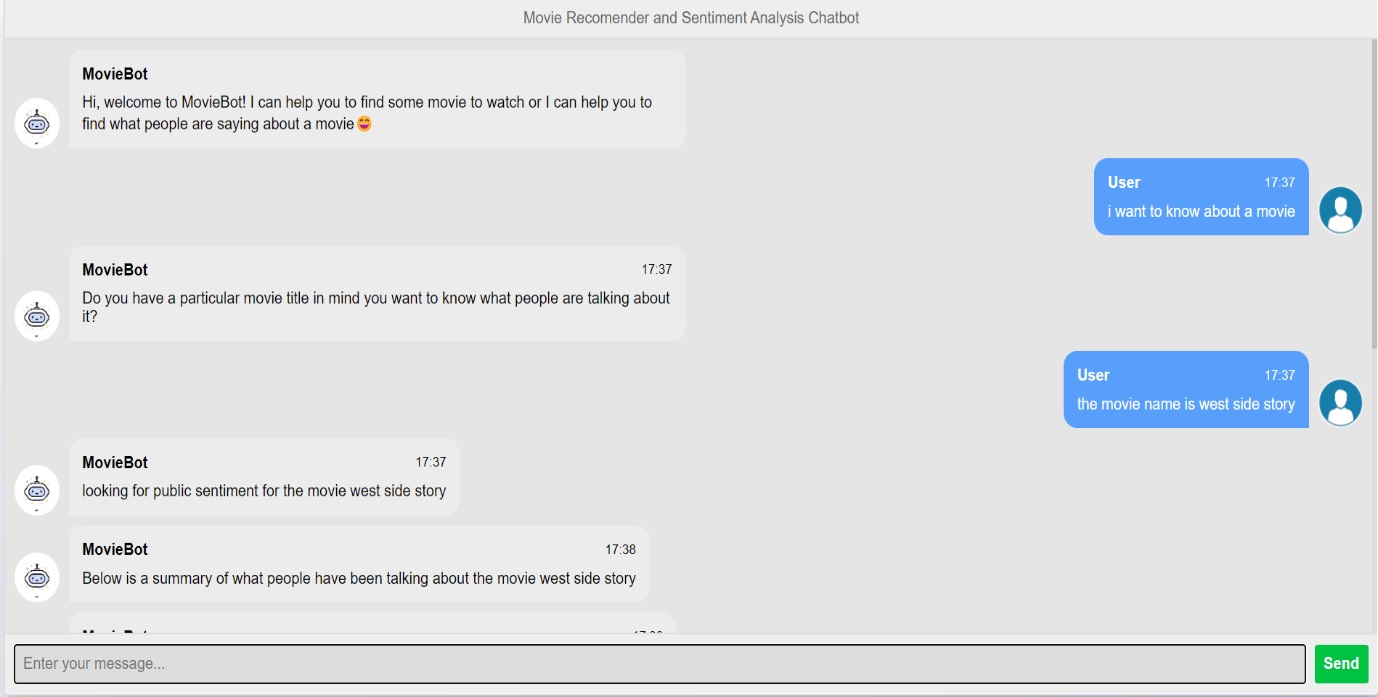 Movie Recomender and Sentiment Analysis Chatbot
MovieBot
Hi, welcome to MovieBot! I can help you to find some movie to watch or I can help you to
find what people are saying about a movie😄
User 17:37
i want to know about a movie
MovieBot 17:37
Do you have a particular movie title in mind you want to know what people are talking about
it?
User 17:37
the movie name is west side story
MovieBot 17:37
looking for public sentiment for the movie west side story
MovieBot 17:38
Below is a summary of what people have been talking about the movie west side story
Enter your message...
Send